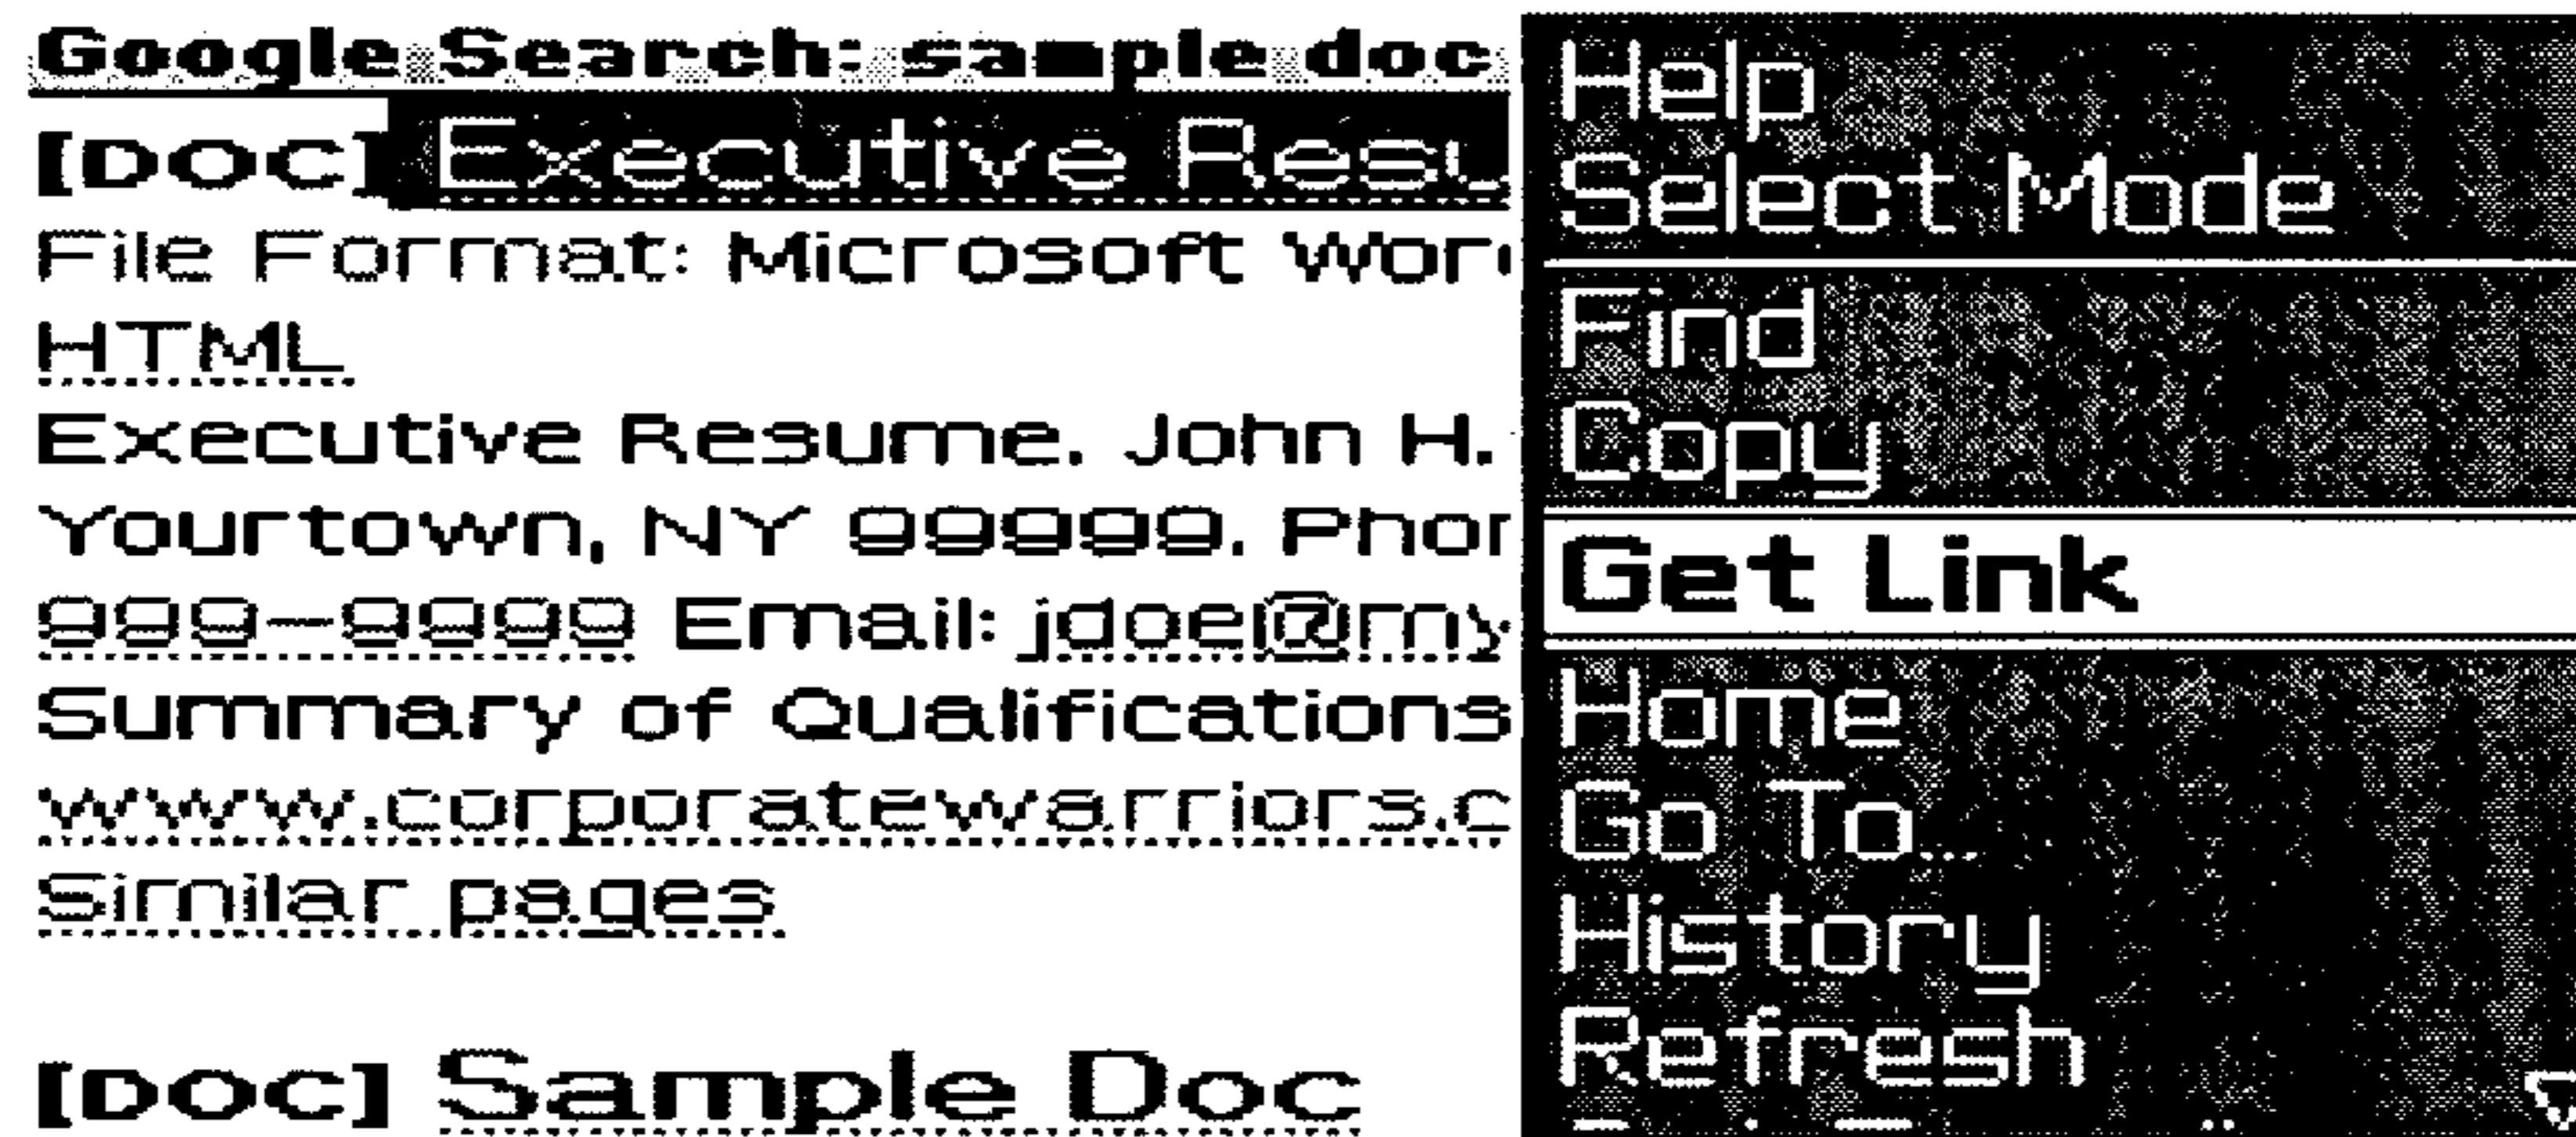 Google Search: sample doc
[DOC] Executive Resu
File Format: Microsoft Wor
HTML
Executive Resume. John H.
Yourtown, NY 99999. Phon
999-9999 Email: jdoe@my
Summary of Qualifications
www.corporatewarriors.c
Similar pages
[DOC] Sample Doc
Help
Select Mode
Find
Copy
Get Link
Home
Go To...
History
Refresh